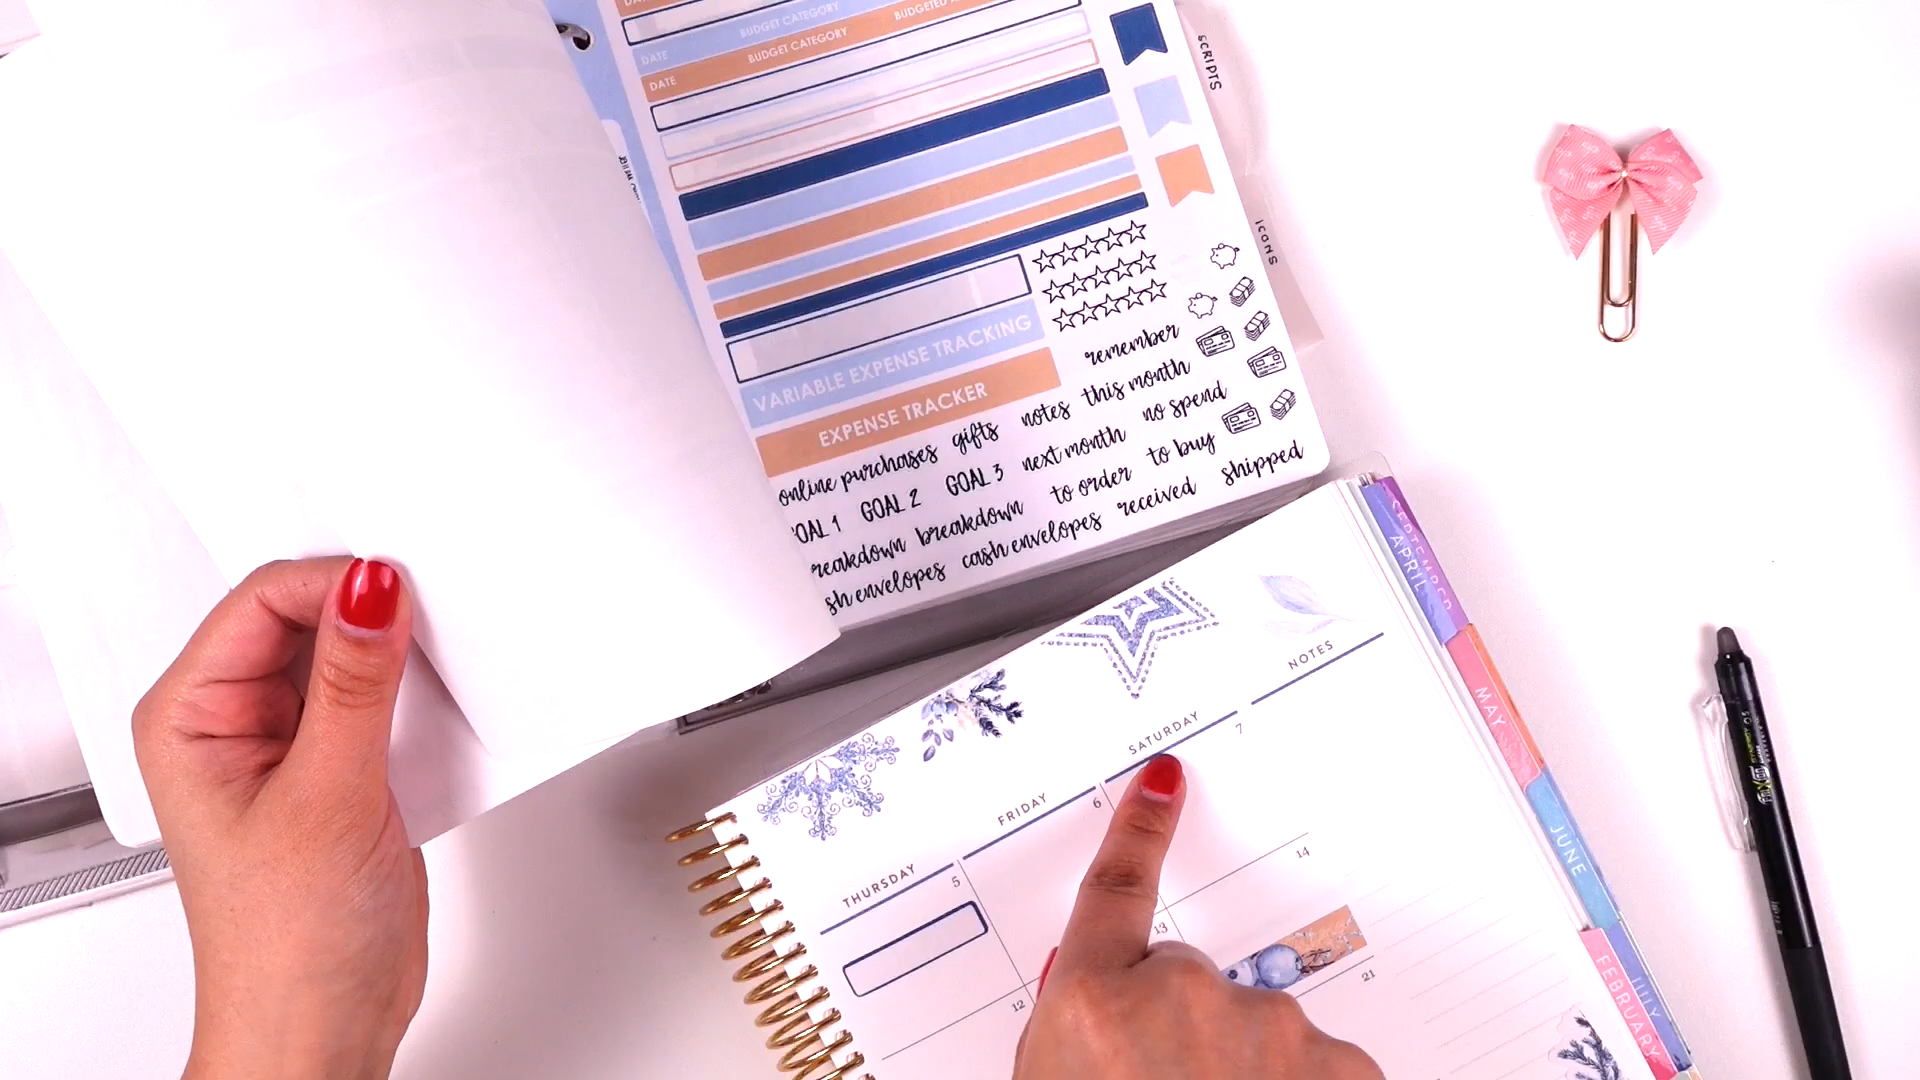 BUDGET CATEGORY
BUDGETED
DATE
BUDGET CATEGORY
DATE
SCRIPTS
ICONS
VARIABLE EXPENSE TRACKING
EXPENSE TRACKER
remember
online purchases gifts notes this month
GOAL 1 GOAL 2 GOAL 3 next month no spend
breakdown breakdown to order to buy
cash envelopes cash envelopes received shipped
SEPTEMBER
APRIL
MAY
JUNE
JULY
FEBRUARY
THURSDAY FRIDAY SATURDAY NOTES
5 6 7
12 13 14
21